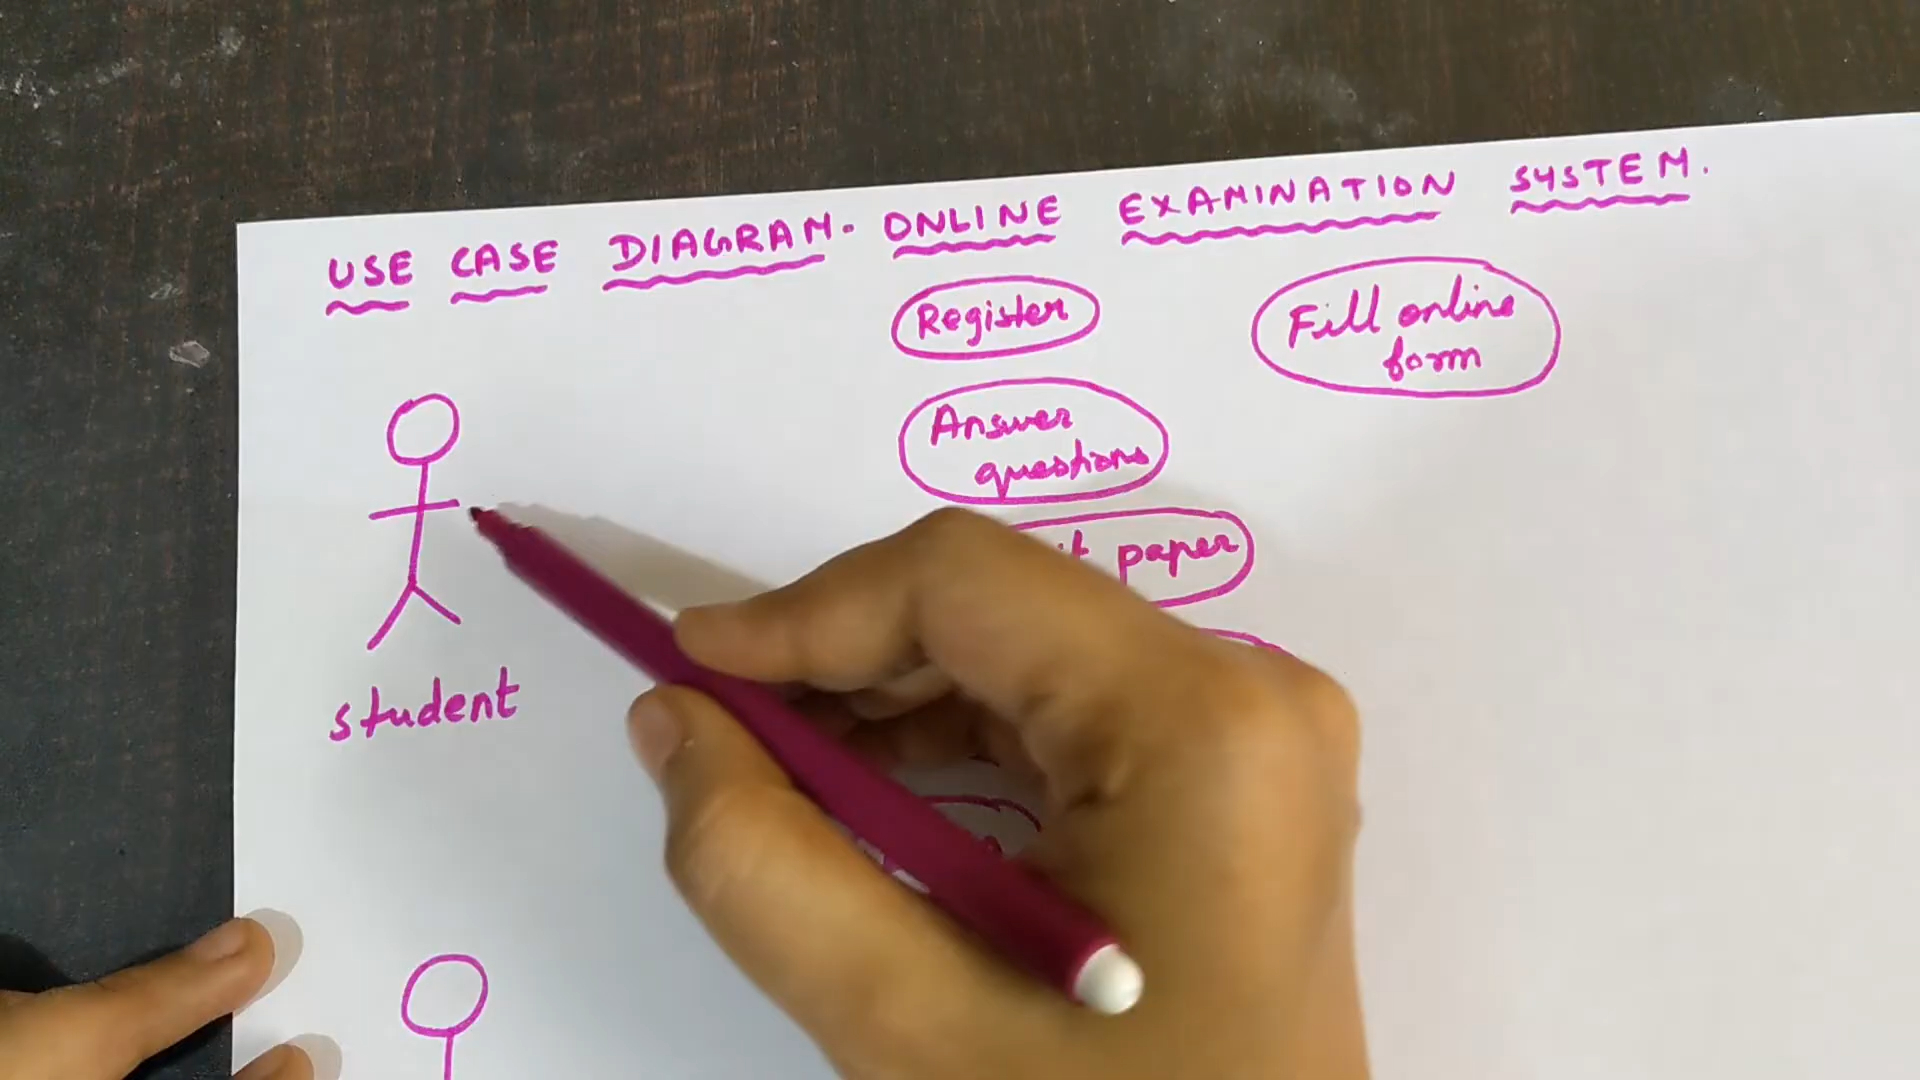 USE CASE DIAGRAM. ONLINE EXAMINATION SYSTEM.
Register
Fill online
form
Answer
questions
paper
student